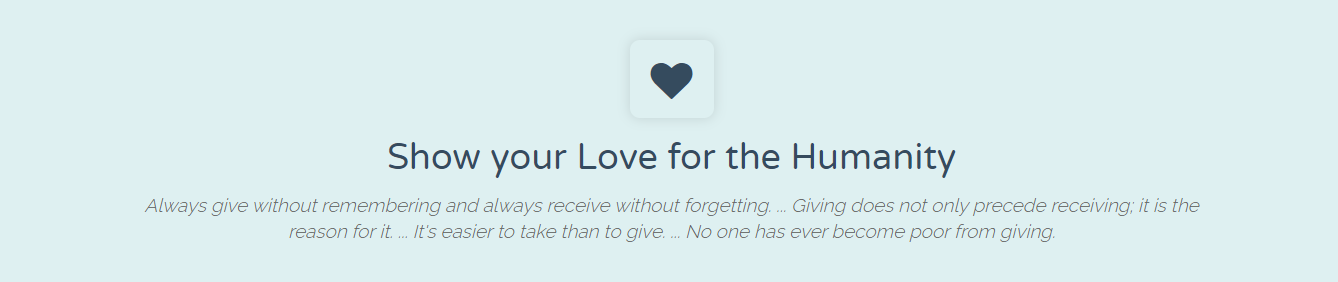 Show your Love for the Humanity
Always give without remembering and always receive without forgetting. ... Giving does not only precede receiving; it is the
reason for it. ... It's easier to take than to give. ... No one has ever become poor from giving.